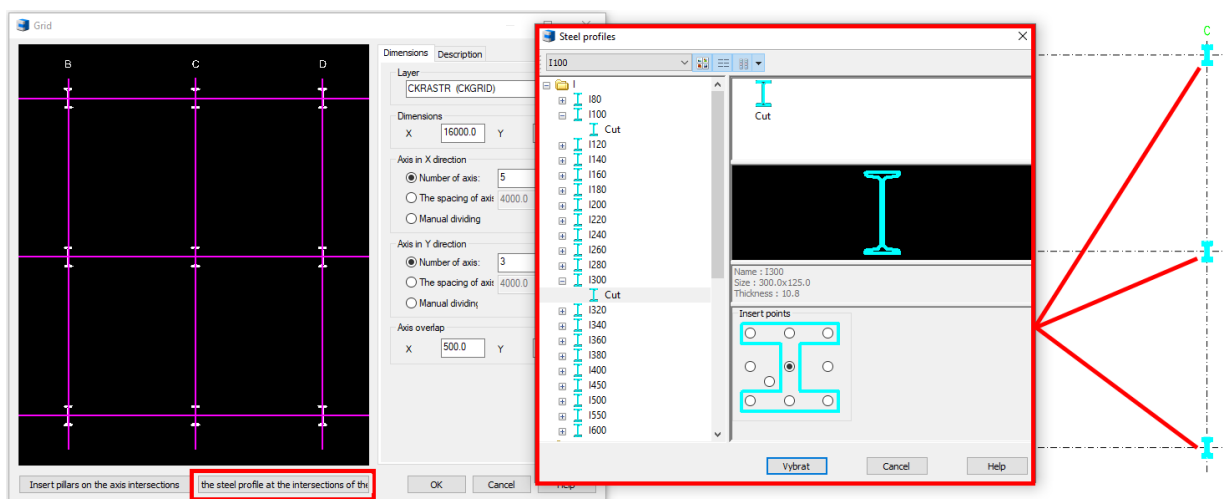 Grid
B C D
Dimensions Description
Layer
CKRASTR (CKGRID)
Dimensions
X 16000.0 Y
Axis in X direction
Number of axis: 5
The spacing of axis 4000.0
Manual dividing
Axis in Y direction
Number of axis: 3
The spacing of axis 4000.0
Manual dividing
Axis overlap
X 500.0 Y
Insert pillars on the axis intersections
the steel profile at the intersections of the
OK Cancel Help
Steel profiles
I100
I
I80
I100
Cut
I120
I140
I160
I180
I200
I220
I240
I260
I280
I300
Cut
I320
I340
I360
I380
I400
I450
I500
I550
I600
Cut
Name : I300
Size : 300.0x125.0
Thickness : 10.8
Insert points
Vybrat Cancel Help
C